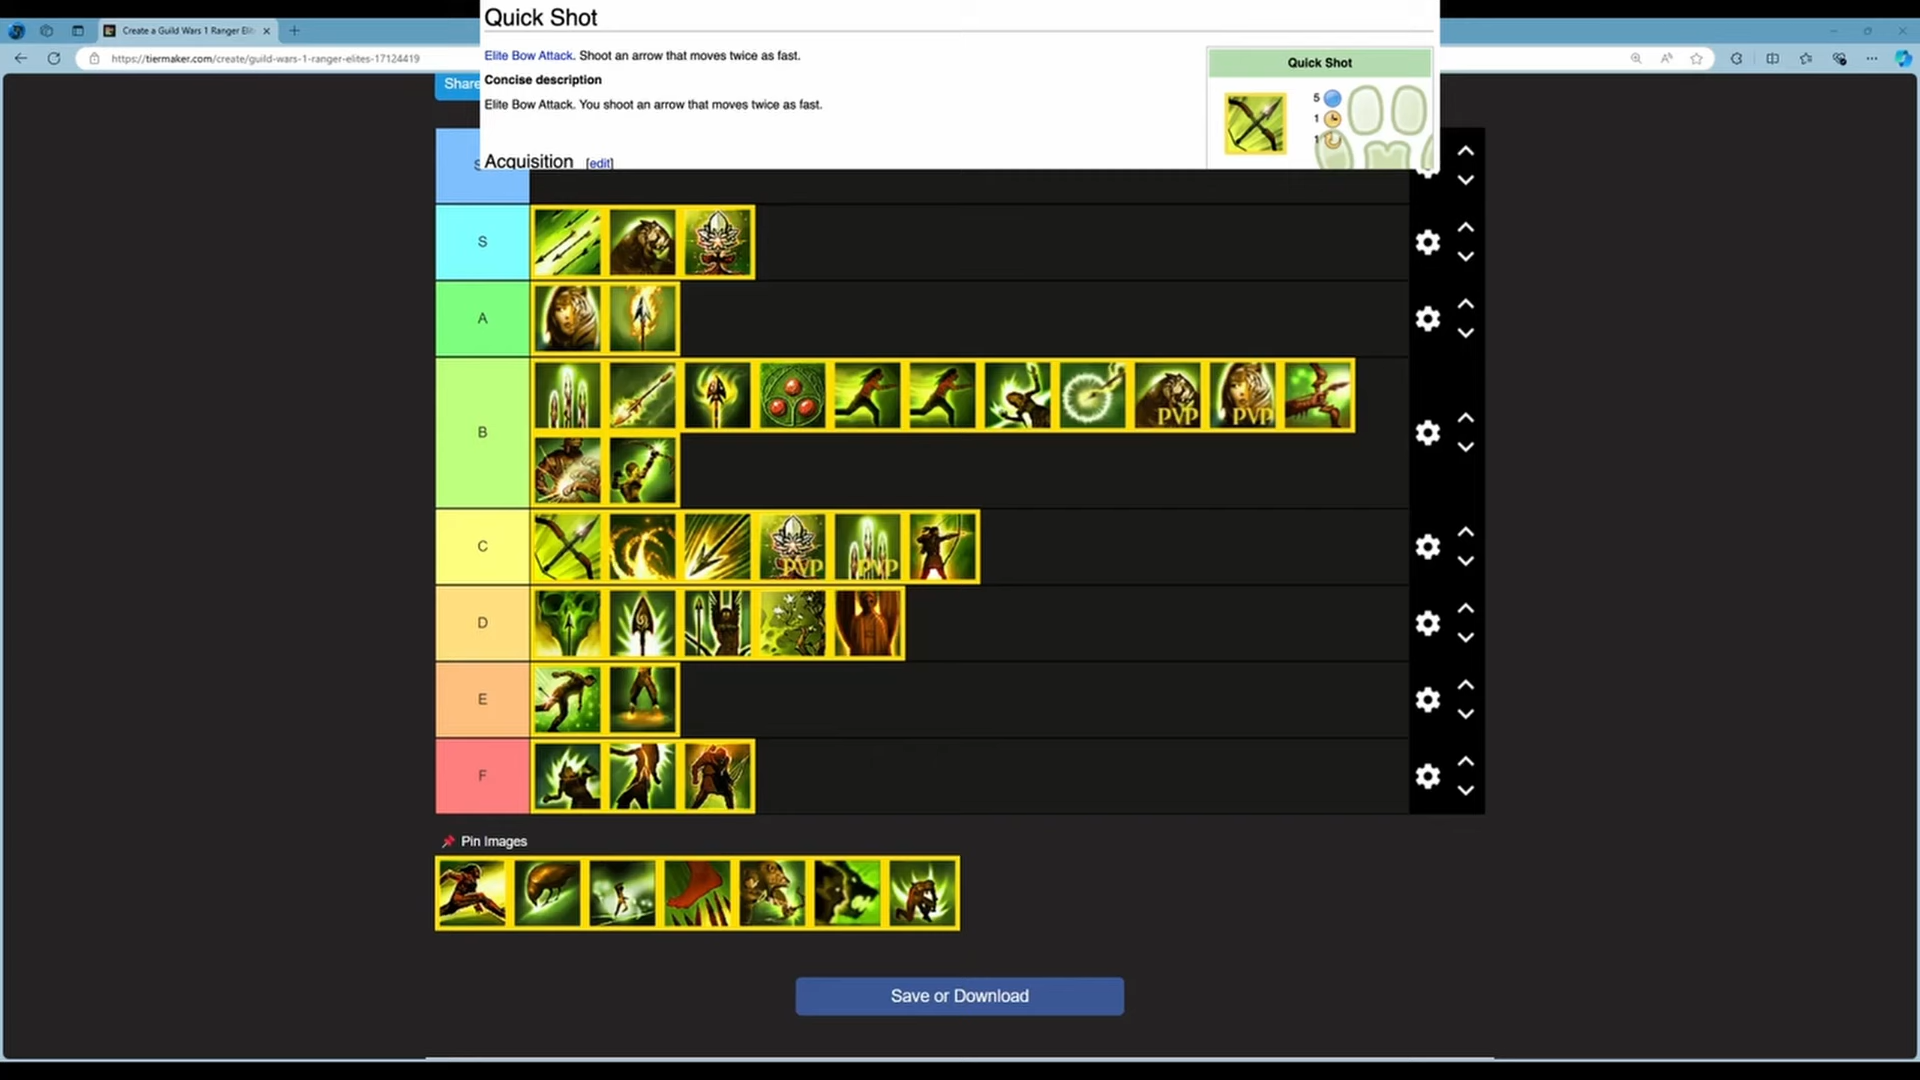 Create a Guild Wars 1 Ranger Elit
https://tiermaker.com/create/guild-wars-1-ranger-elites-17124419
Quick Shot
Elite Bow Attack. Shoot an arrow that moves twice as fast.
Concise description
Elite Bow Attack. You shoot an arrow that moves twice as fast.
Acquisition [edit]
Quick Shot
5
1
1
Share
S
A
B
PVP PVP
C
PVP PVP
D
E
F
Pin Images
Save or Download